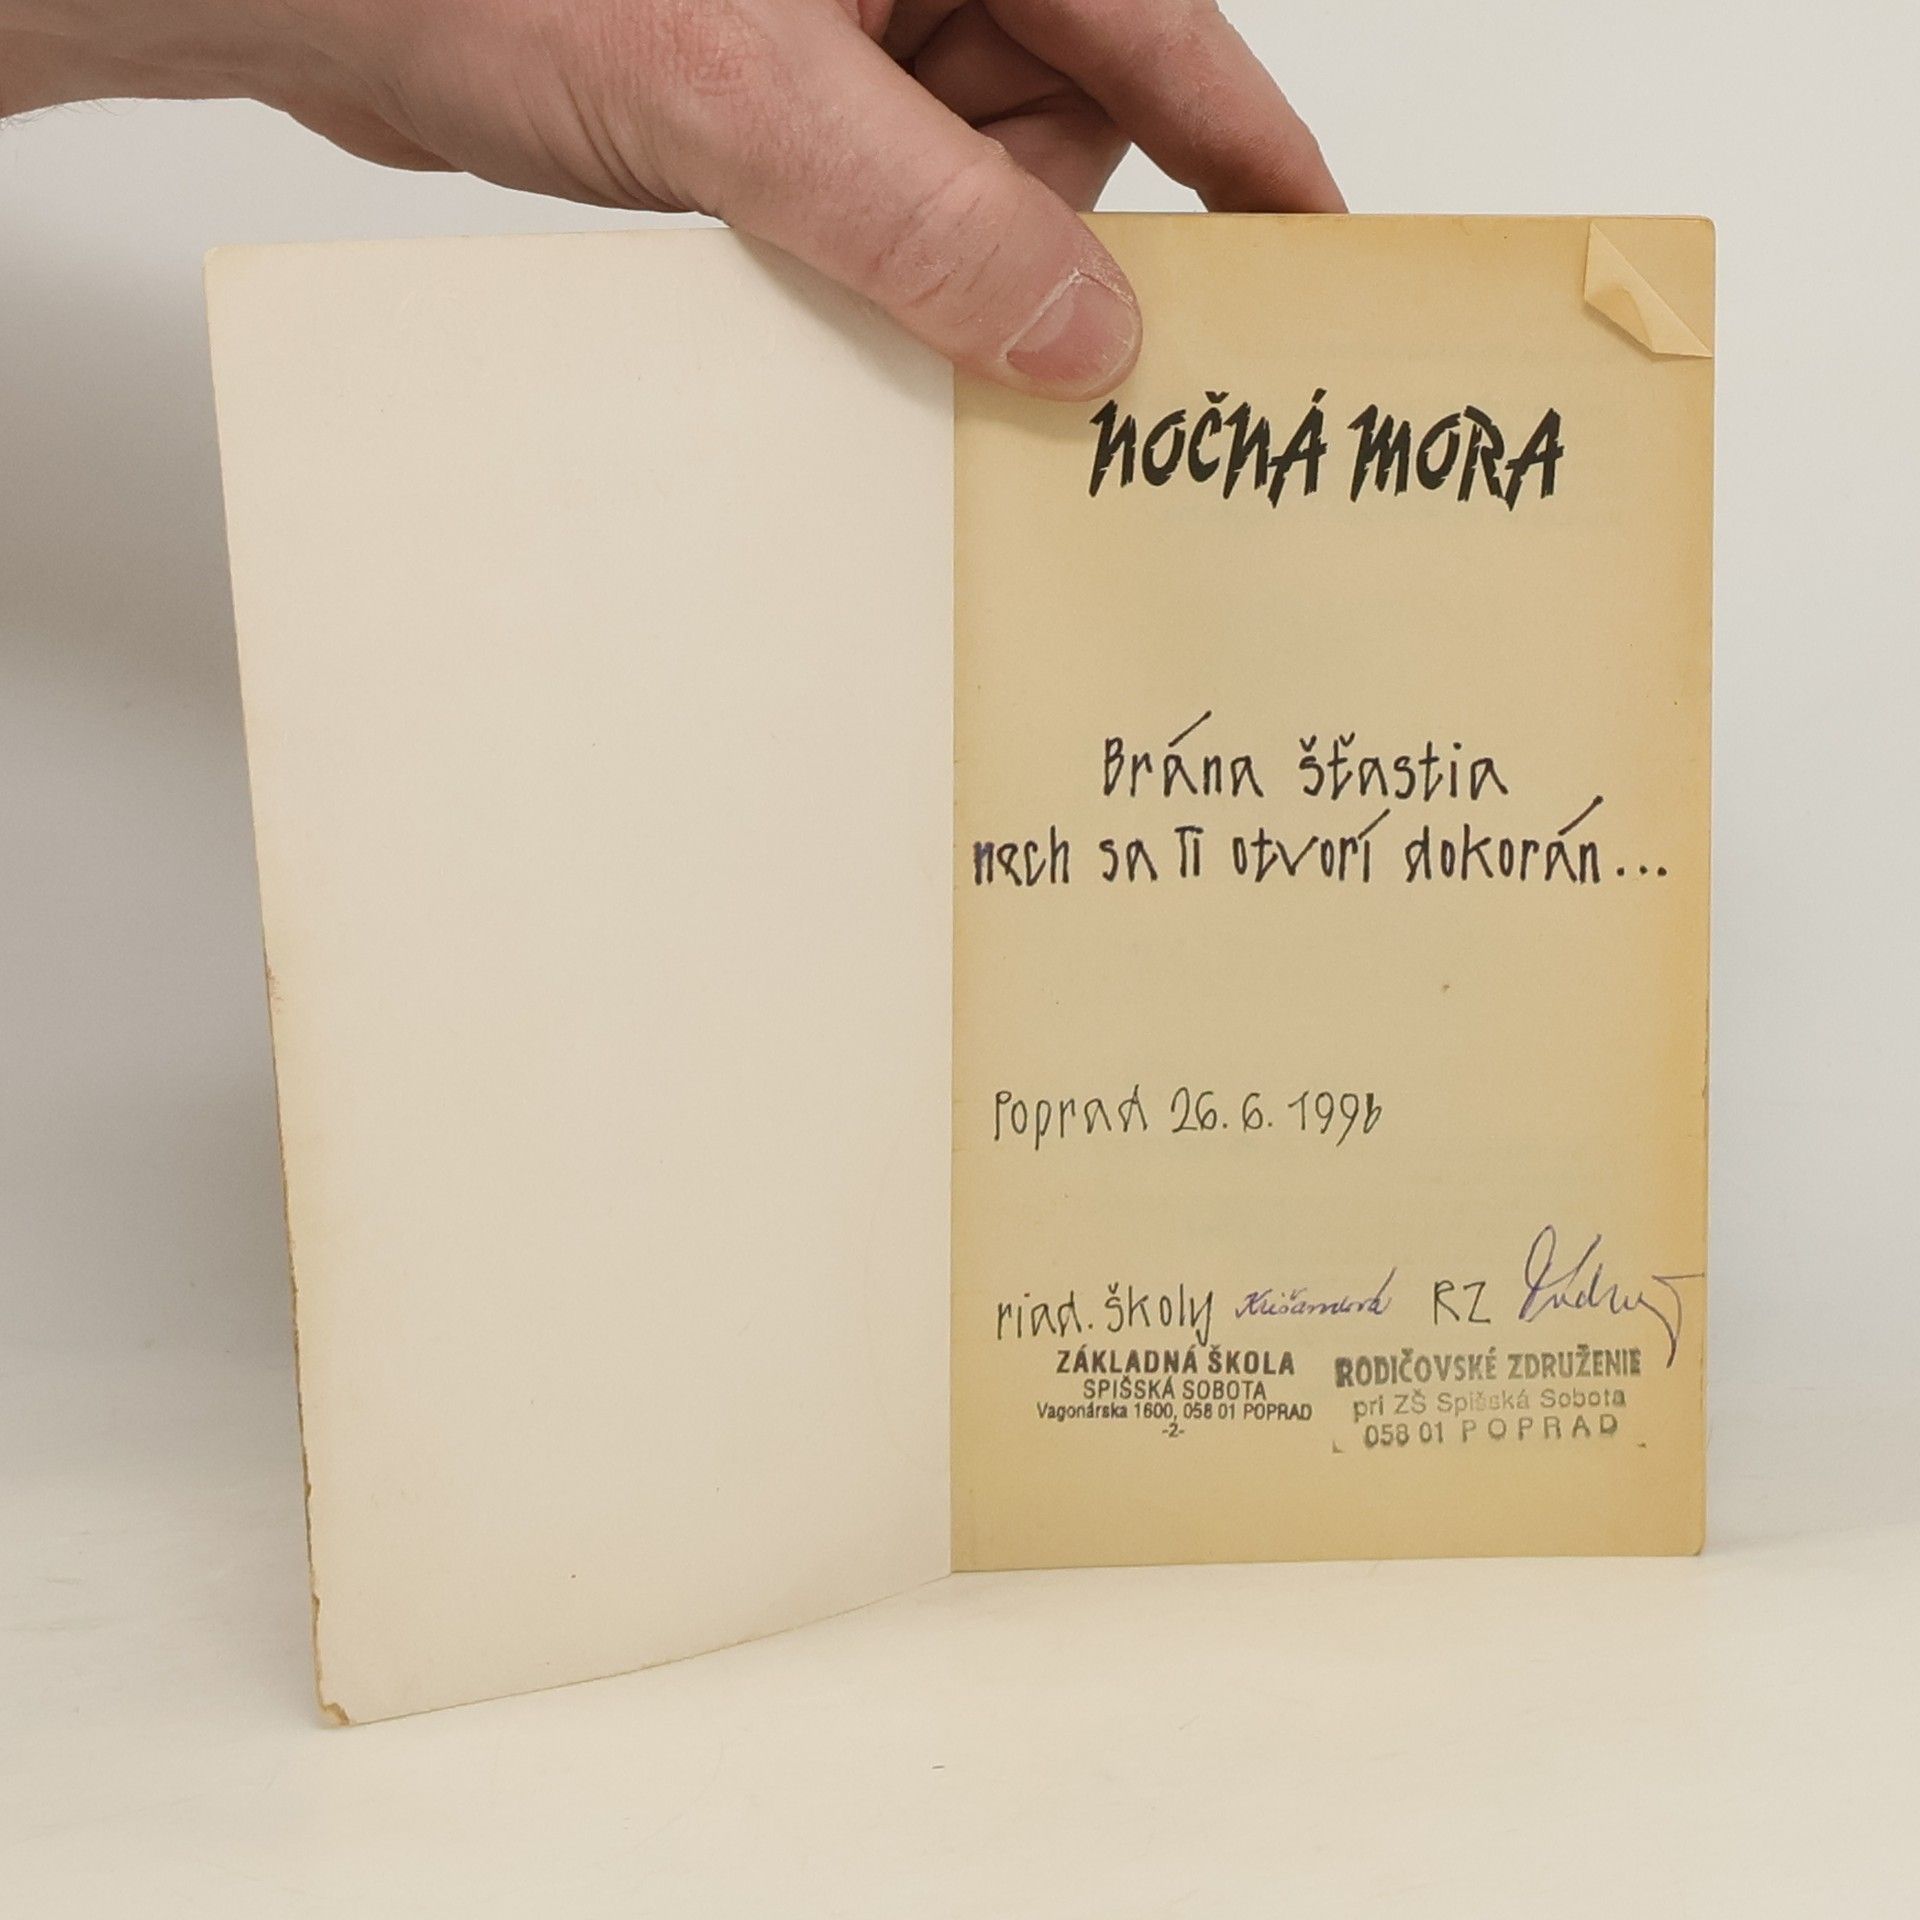 NOČNÁ MORA
Brána šťastia
nech sa Ti otvorí dokorán...
Poprad 26.6.1996
riad. školy RZ
ZÁKLADNÁ ŠKOLA
SPIŠSKÁ SOBOTA
Vagonárska 1600, 058 01 POPRAD
-2-
RODIČOVSKÉ ZDRUŽENIE
pri ZŠ Spišská Sobota
058 01 POPRAD